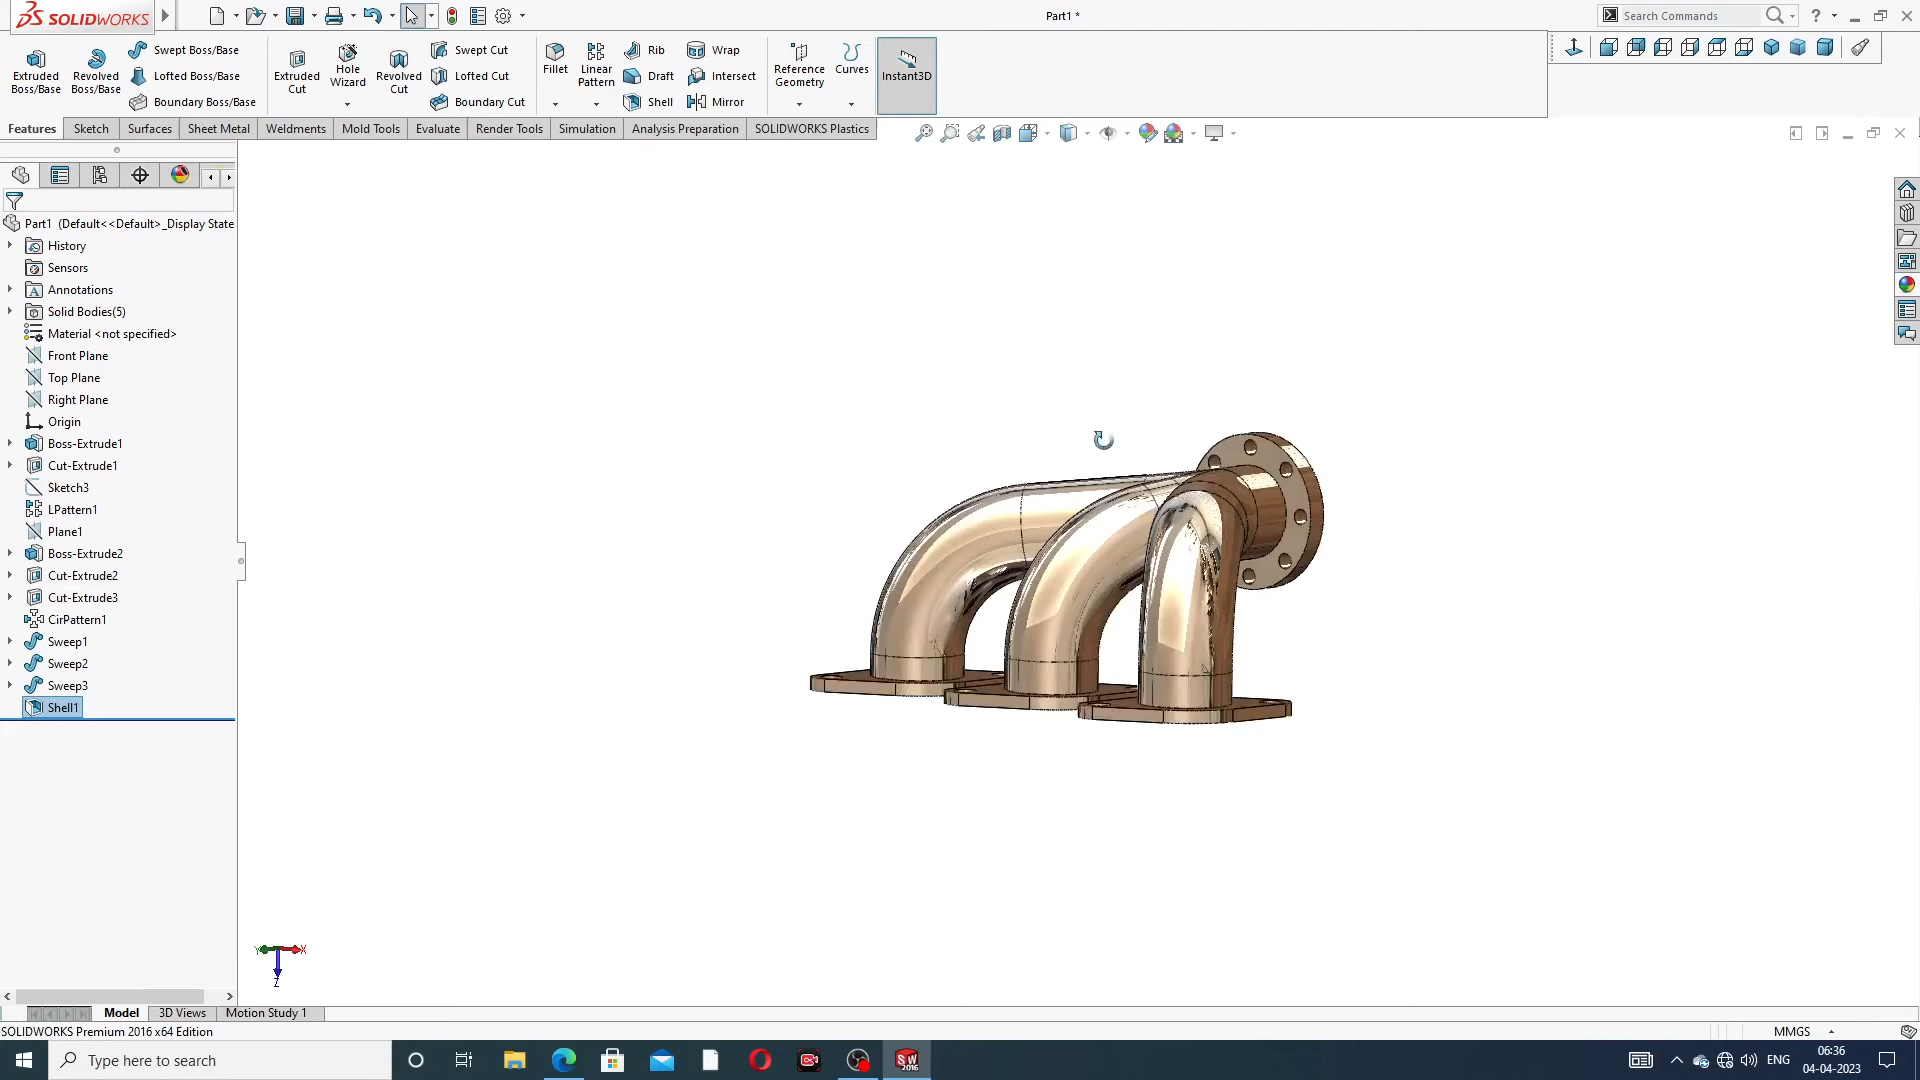 SOLIDWORKS
Part1 *
Search Commands
Extruded Boss/Base
Revolved Boss/Base
Swept Boss/Base
Lofted Boss/Base
Boundary Boss/Base
Extruded Cut
Hole Wizard
Revolved Cut
Swept Cut
Lofted Cut
Boundary Cut
Fillet
Linear Pattern
Rib
Draft
Shell
Wrap
Intersect
Mirror
Reference Geometry
Curves
Instant3D
Features
Sketch
Surfaces
Sheet Metal
Weldments
Mold Tools
Evaluate
Render Tools
Simulation
Analysis Preparation
SOLIDWORKS Plastics
Part1 (Default<<Default>_Display State
History
Sensors
Annotations
Solid Bodies(5)
Material <not specified>
Front Plane
Top Plane
Right Plane
Origin
Boss-Extrude1
Cut-Extrude1
Sketch3
LPattern1
Plane1
Boss-Extrude2
Cut-Extrude2
Cut-Extrude3
CirPattern1
Sweep1
Sweep2
Sweep3
Shell1
Y X
Z
Model
3D Views
Motion Study 1
SOLIDWORKS Premium 2016 x64 Edition
MMGS
Type here to search
SW
2016
ENG
06:36
04-04-2023